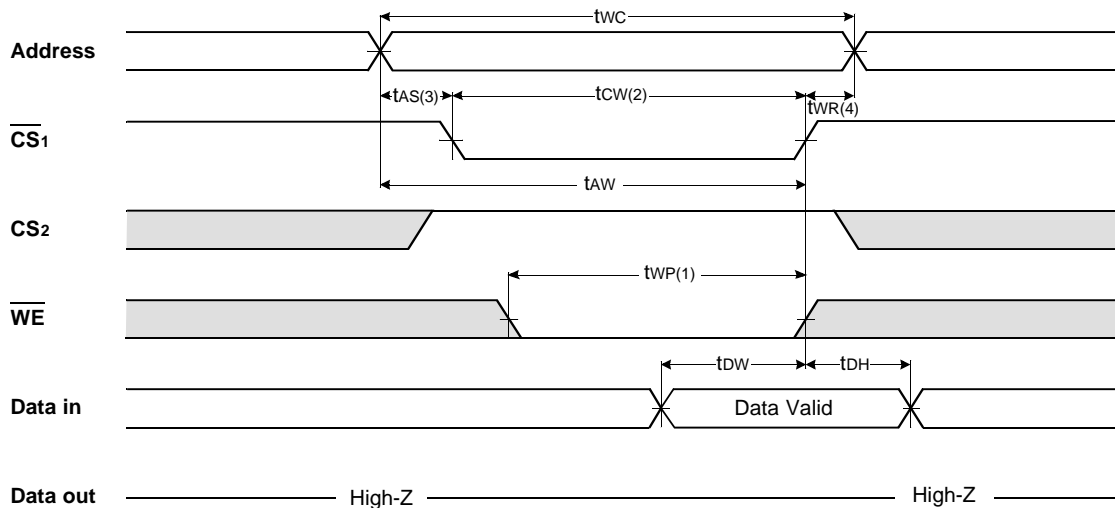 tWC
Address
tAS(3) tCW(2) tWR(4)
CS1
tAW
CS2
tWP(1)
WE
tDW tDH
Data in Data Valid
Data out High-Z High-Z